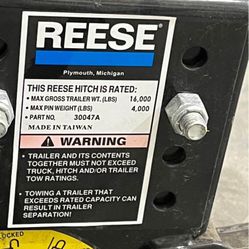 REESE®
Plymouth, Michigan
THIS REESE HITCH IS RATED:
• MAX GROSS TRAILER WT. (LBS) 16,000
• MAX PIN WEIGHT (LBS) 4,000
• PART NO. 30047A
MADE IN TAIWAN
WARNING
• TRAILER AND ITS CONTENTS
TOGETHER MUST NOT EXCEED
TRUCK, HITCH AND/OR TRAILER
TOW RATINGS.
• TOWING A TRAILER THAT
EXCEEDS RATED CAPACITY CAN
RESULT IN TRAILER
SEPARATION!
LOCKED